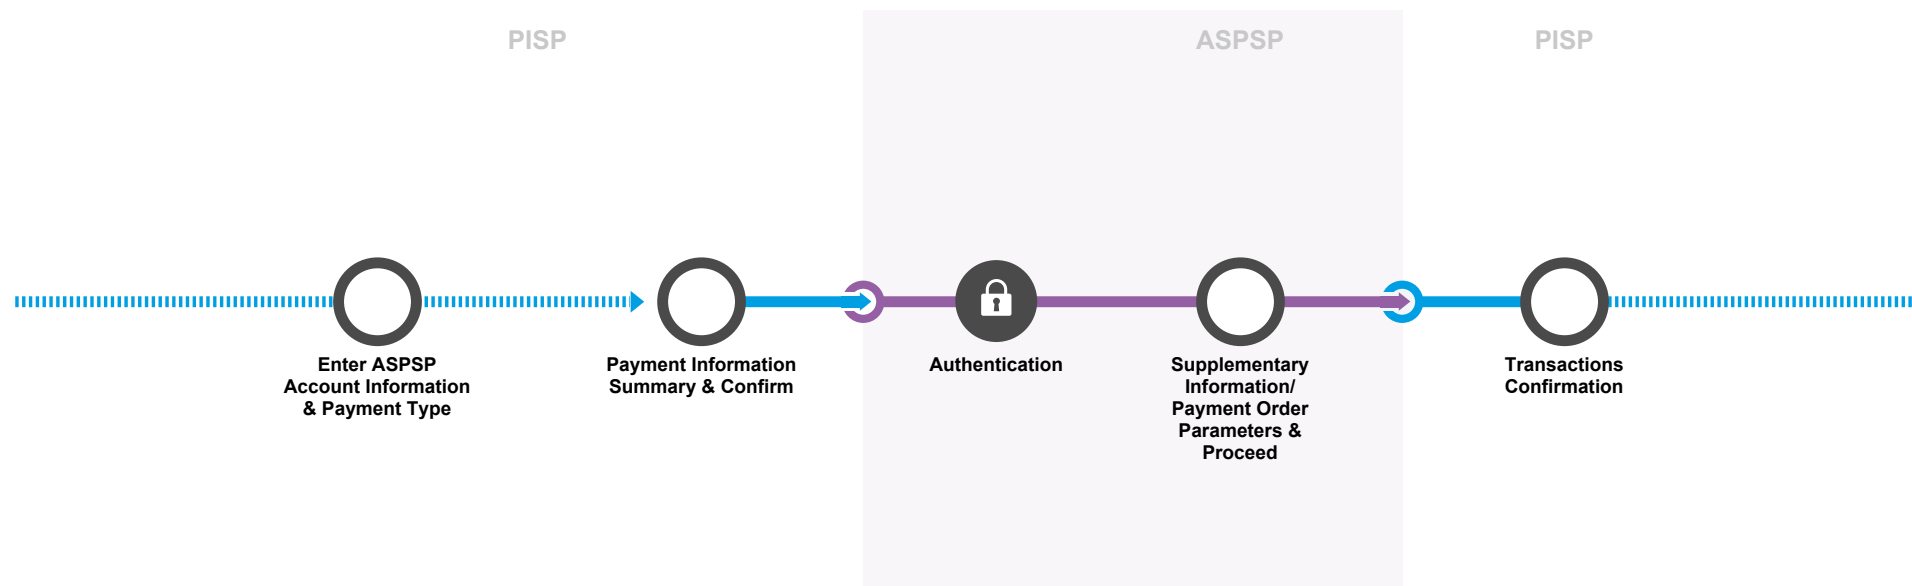 PISP
ASPSP
PISP
Enter ASPSP
Account Information
& Payment Type
Payment Information
Summary & Confirm
Authentication
Supplementary
Information/
Payment Order
Parameters &
Proceed
Transactions
Confirmation